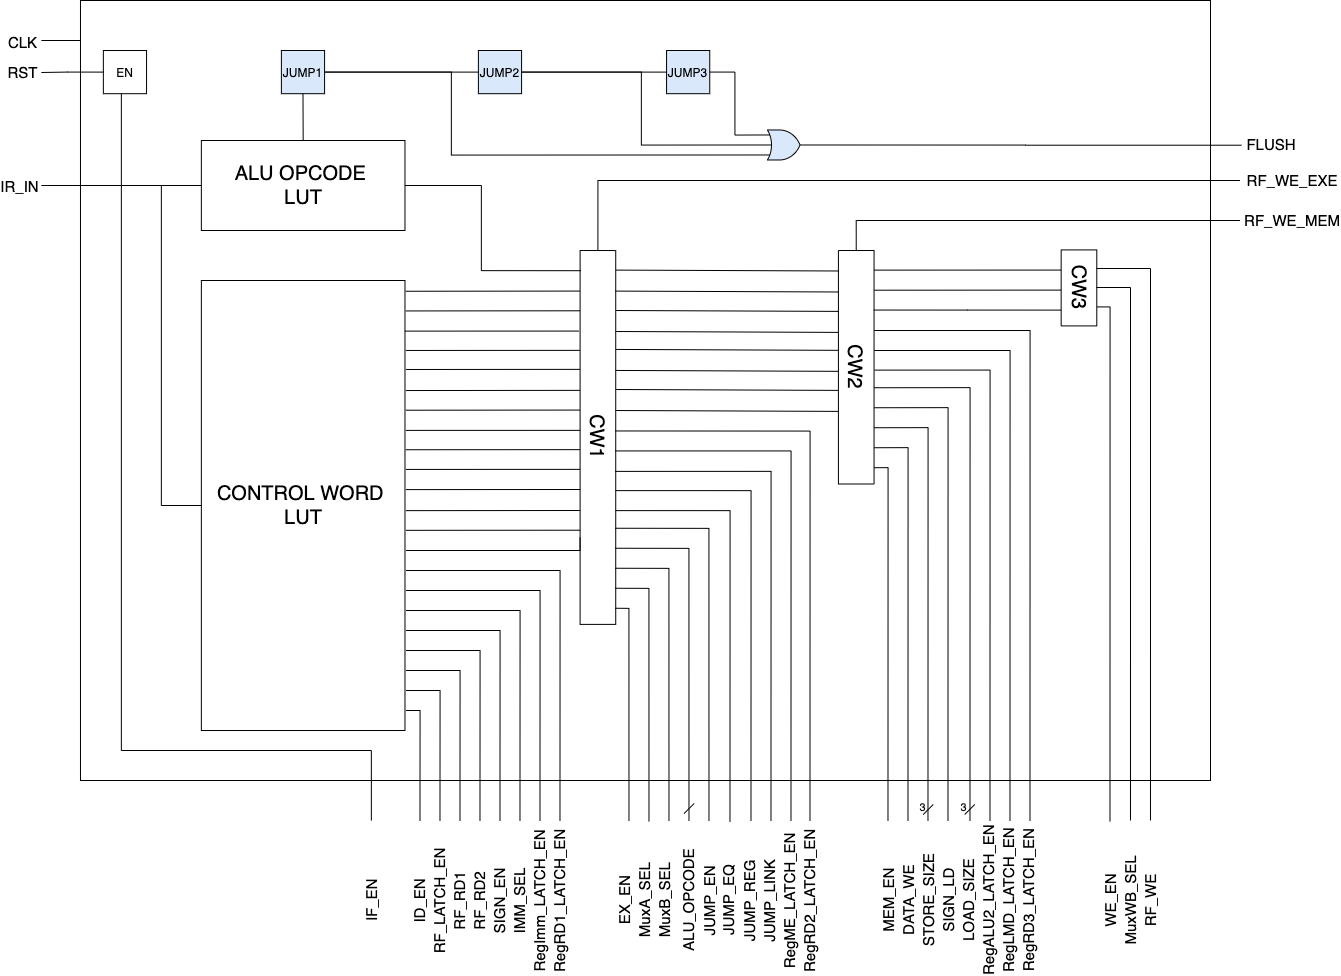 CLK
RST
EN
JUMP1
JUMP2
JUMP3
FLUSH
IR_IN
ALU OPCODE
LUT
RF_WE_EXE
RF_WE_MEM
CW1
CW2
CW3
CONTROL WORD
LUT
3
3
IF_EN
ID_EN
RF_LATCH_EN
RF_RD1
RF_RD2
SIGN_EN
IMM_SEL
RegImm_LATCH_EN
RegRD1_LATCH_EN
EX_EN
MuxA_SEL
MuxB_SEL
ALU_OPCODE
JUMP_EN
JUMP_EQ
JUMP_REG
JUMP_LINK
RegME_LATCH_EN
RegRD2_LATCH_EN
MEM_EN
DATA_WE
STORE_SIZE
SIGN_LD
LOAD_SIZE
RegALU2_LATCH_EN
RegLMD_LATCH_EN
RegRD3_LATCH_EN
WE_EN
MuxWB_SEL
RF_WE